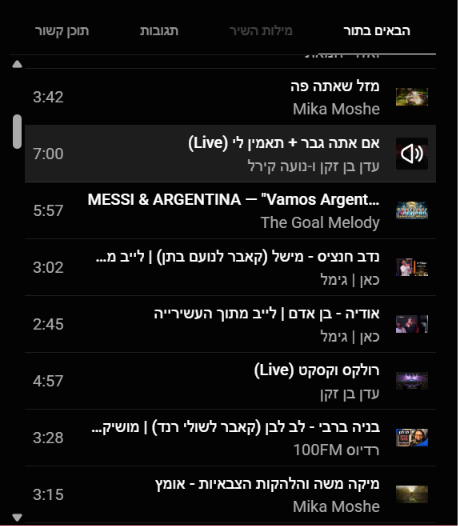 הבאים בתור
מילות השיר
תגובות
תוכן קשור
מזל שאתה פה
Mika Moshe
3:42
אם אתה גבר + תאמין לי (Live)
עדן בן זקן ו-נועה קירל
7:00
MESSI & ARGENTINA — "Vamos Argent…
The Goal Melody
5:57
נדב חנציס - מישל (קאבר לנועם בתן) | לייב מ…
כאן | גימל
3:02
אודיה - בן אדם | לייב מתוך העשירייה
כאן | גימל
2:45
רולקס וקסקט (Live)
עדן בן זקן
4:57
בניה ברבי - לב לבן (קאבר לשולי רנד) | מושיק…
רדיוס 100FM
3:28
מיקה משה והלהקות הצבאיות - אומץ
Mika Moshe
3:15